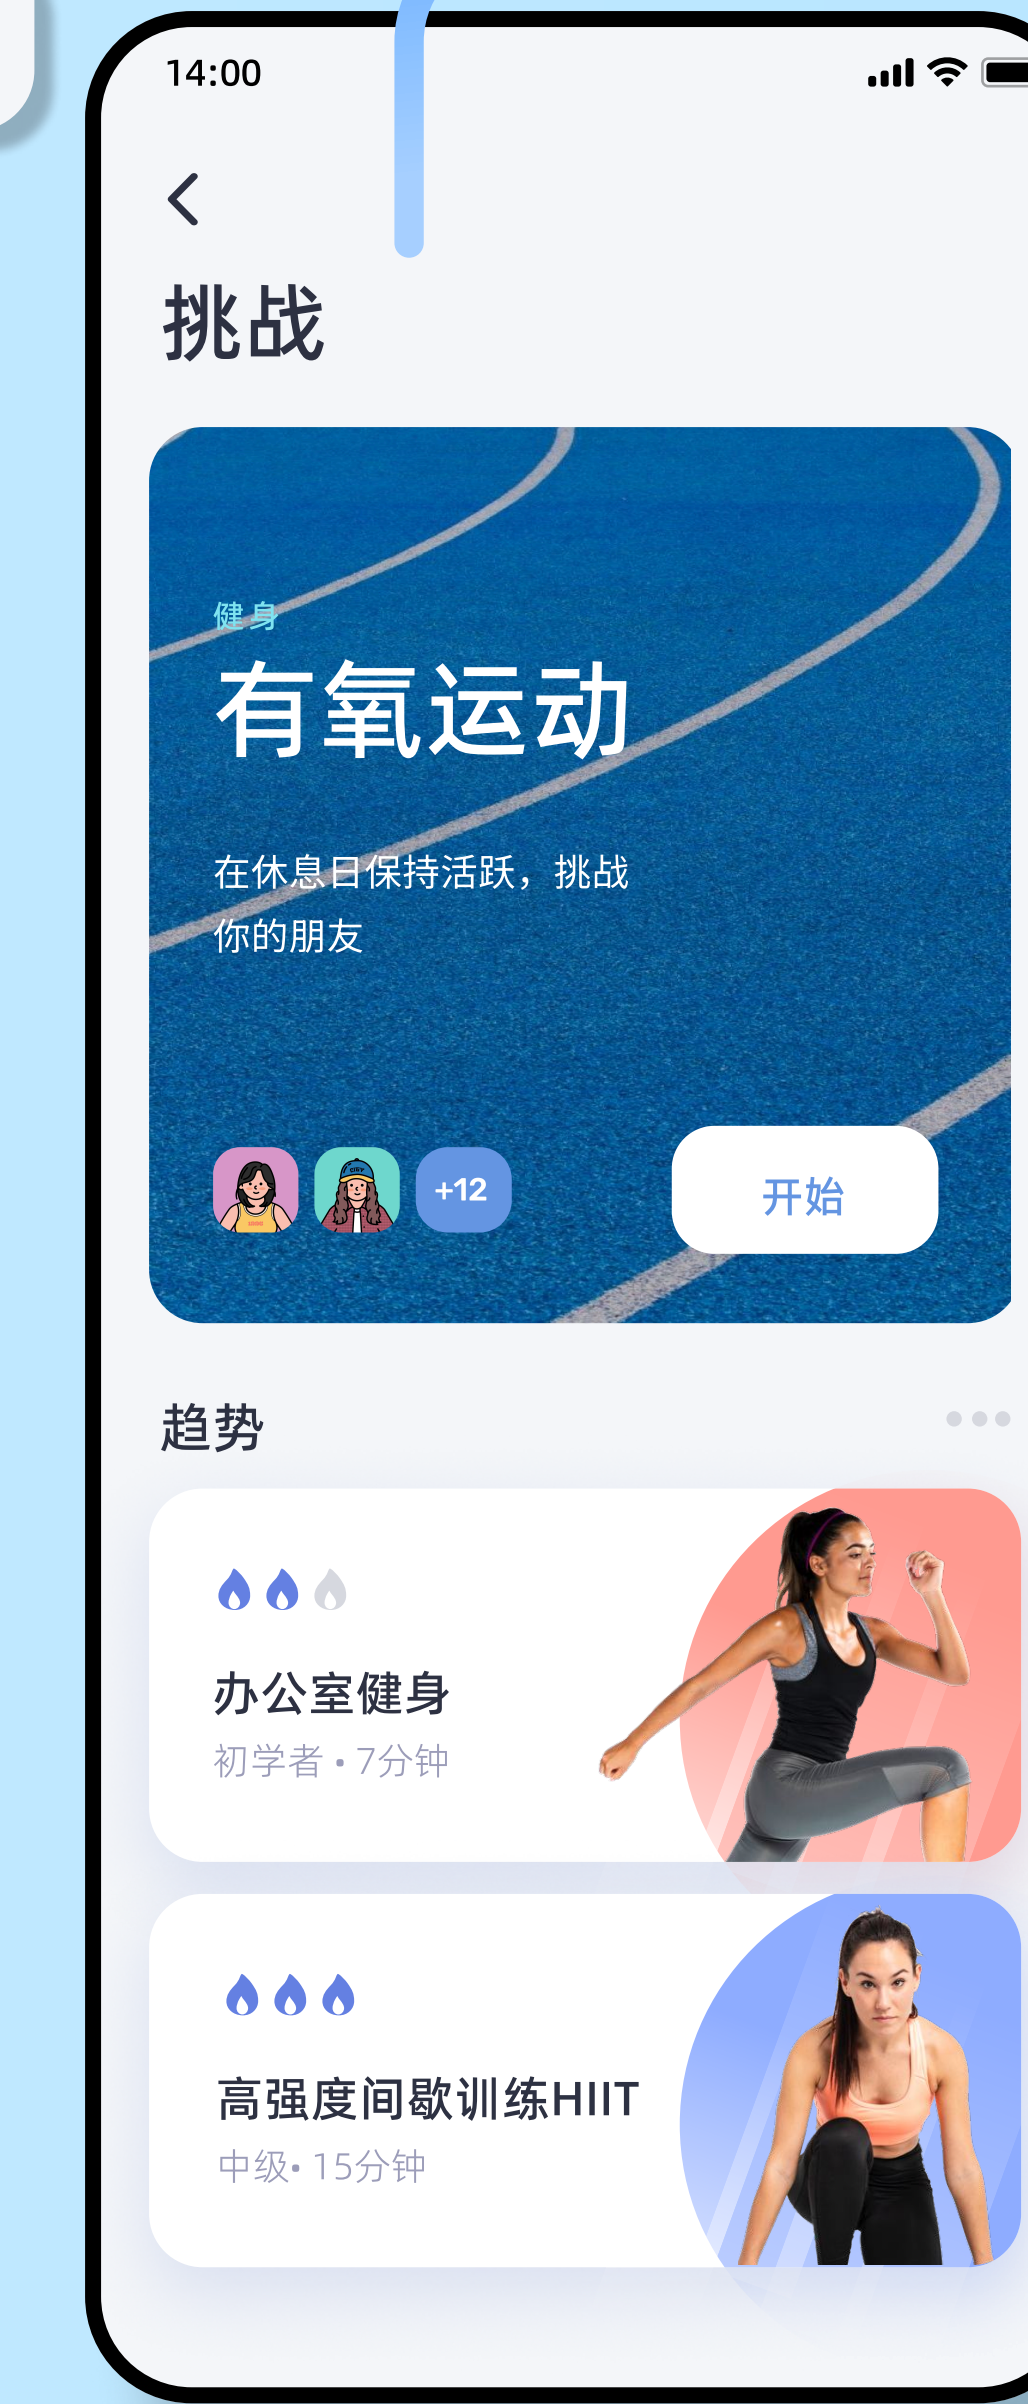 14:00
挑战
健身
有氧运动
在休息日保持活跃，挑战
你的朋友
+12
开始
趋势
办公室健身
初学者 • 7分钟
高强度间歇训练HIIT
中级• 15分钟